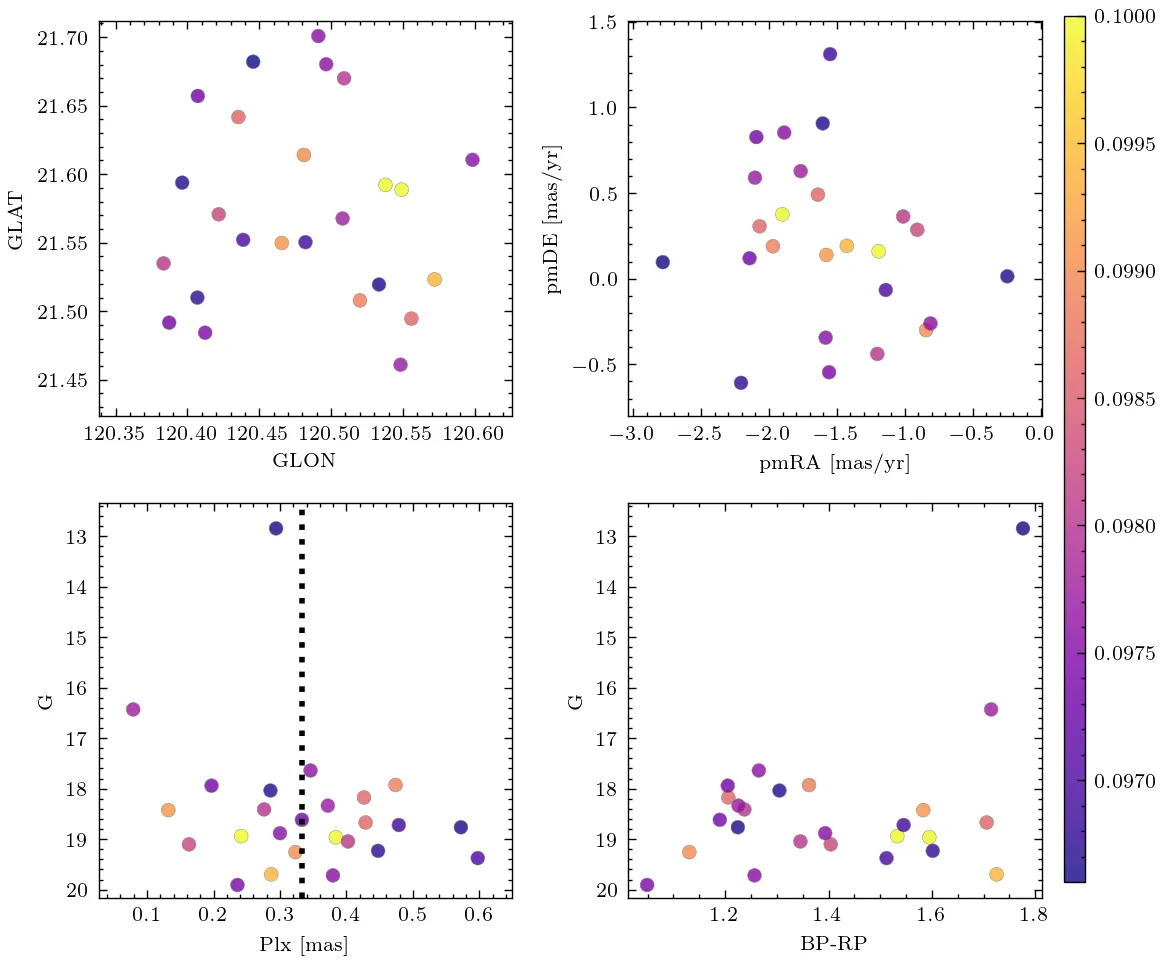 21.70
21.65
21.60
21.55
21.50
21.45
GLAT
120.35 120.40 120.45 120.50 120.55 120.60
GLON
1.5
1.0
0.5
0.0
−0.5
pmDE [mas/yr]
−3.0 −2.5 −2.0 −1.5 −1.0 −0.5 0.0
pmRA [mas/yr]
0.1000
0.0995
0.0990
0.0985
0.0980
0.0975
0.0970
13
14
15
16
17
18
19
20
G
0.1 0.2 0.3 0.4 0.5 0.6
Plx [mas]
13
14
15
16
17
18
19
20
G
1.2 1.4 1.6 1.8
BP-RP